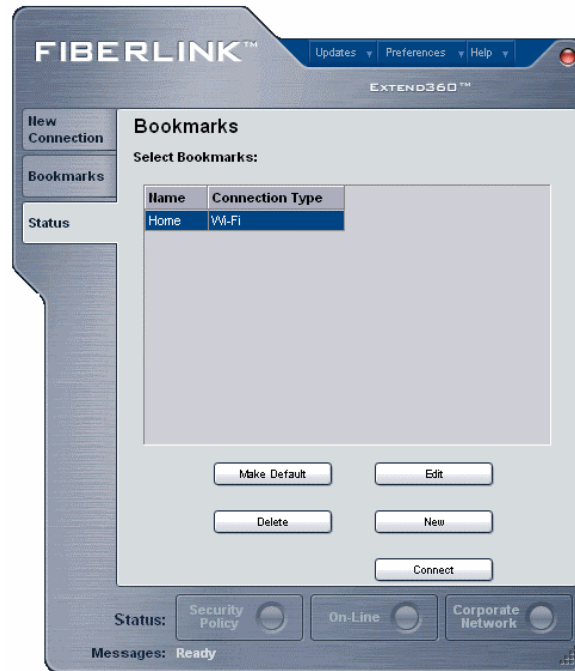 FIBERLINK™
Updates Preferences Help
EXTEND360™
New
Connection
Bookmarks
Status
Bookmarks
Select Bookmarks:
Name Connection Type
Home Wi-Fi
Make Default Edit
Delete New
Connect
Status: Security Policy On-Line Corporate Network
Messages: Ready